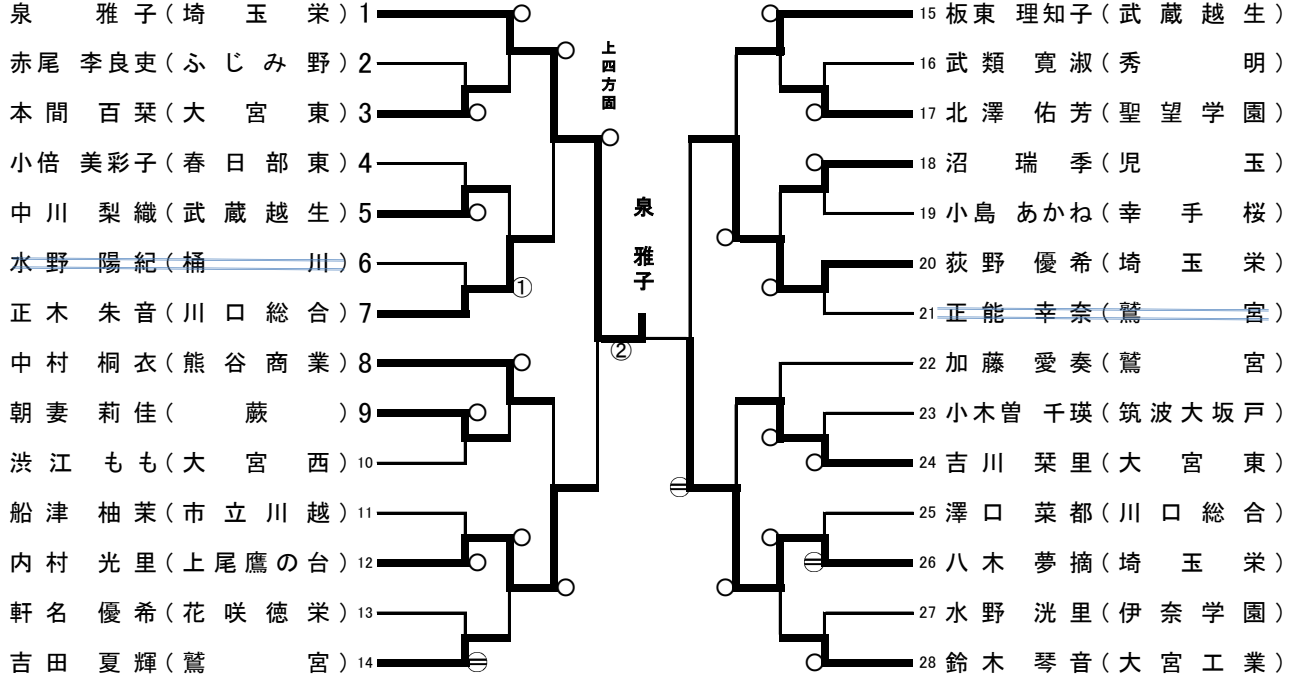 泉 雅子(埼玉栄) 1
赤尾 李良吏(ふじみ野) 2
本間 百栞(大宮東) 3
小倍 美彩子(春日部東) 4
中川 梨織(武蔵越生) 5
水野 陽紀(桶川) 6
正木 朱音(川口総合) 7
中村 桐衣(熊谷商業) 8
朝妻 莉佳(蕨) 9
渋江 もも(大宮西) 10
船津 柚茉(市立川越) 11
内村 光里(上尾鷹の台) 12
軒名 優希(花咲徳栄) 13
吉田 夏輝(鷲宮) 14
①
上四方固
泉 雅子
②
15 板東 理知子(武蔵越生)
16 武類 寛淑(秀明)
17 北澤 佑芳(聖望学園)
18 沼 瑞季(児玉)
19 小島 あかね(幸手桜)
20 荻野 優希(埼玉栄)
21 正能 幸奈(鷲宮)
22 加藤 愛奏(鷲宮)
23 小木曽 千瑛(筑波大坂戸)
24 吉川 栞里(大宮東)
25 澤口 菜都(川口総合)
26 八木 夢摘(埼玉栄)
27 水野 洸里(伊奈学園)
28 鈴木 琴音(大宮工業)